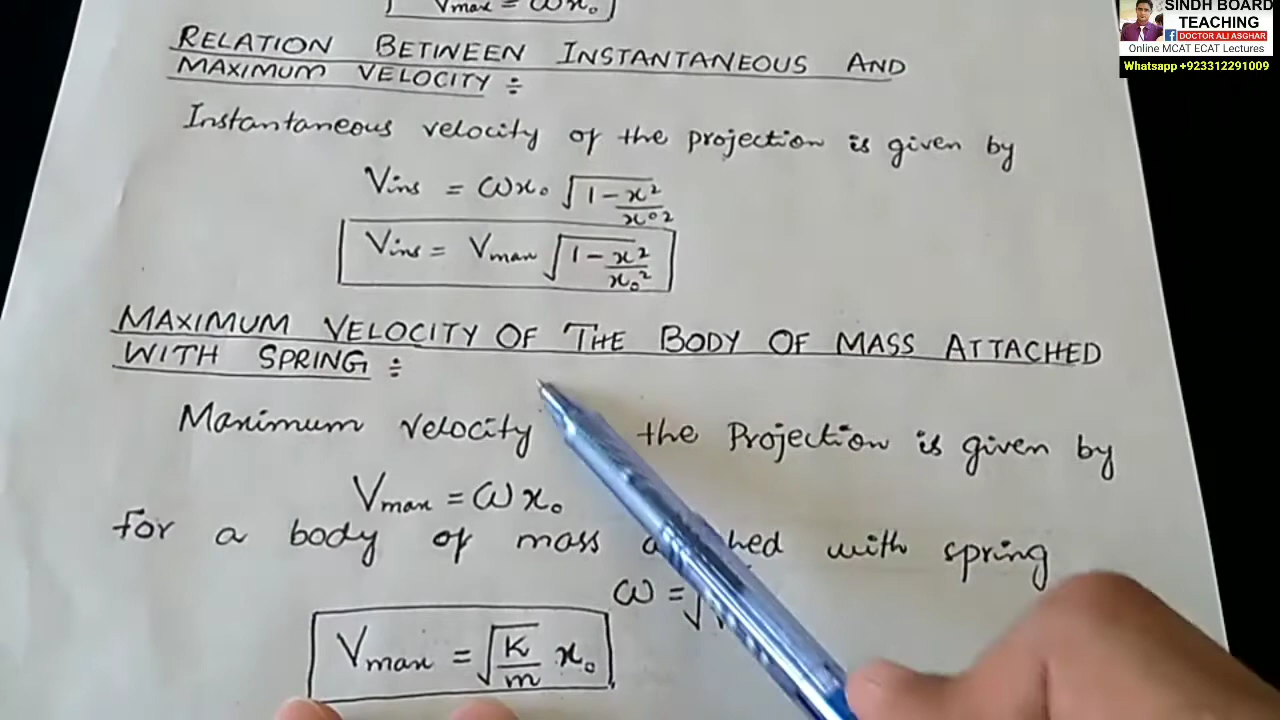 Vmax = ωx₀
RELATION BETINEEN INSTANTANEOUS AND
MAXIMUM VELOCITY ÷
Instantaneous velocity of the projection is given by
Vins = ωx₀ √1-x²/x₀²
Vins = Vmax √1-x²/x₀²
MAXIMUM VELOCITY OF THE BODY OF MASS ATTACHED
WITH SPRING ÷
Maximum velocity the Projection is given by
Vmax = ωx₀
for a body of mass with spring
ω = √
Vmax = √K/m x₀
SINDH BOARD
TEACHING
DOCTOR ALI ASGHAR
Online MCAT ECAT Lectures
Whatsapp +923312291009